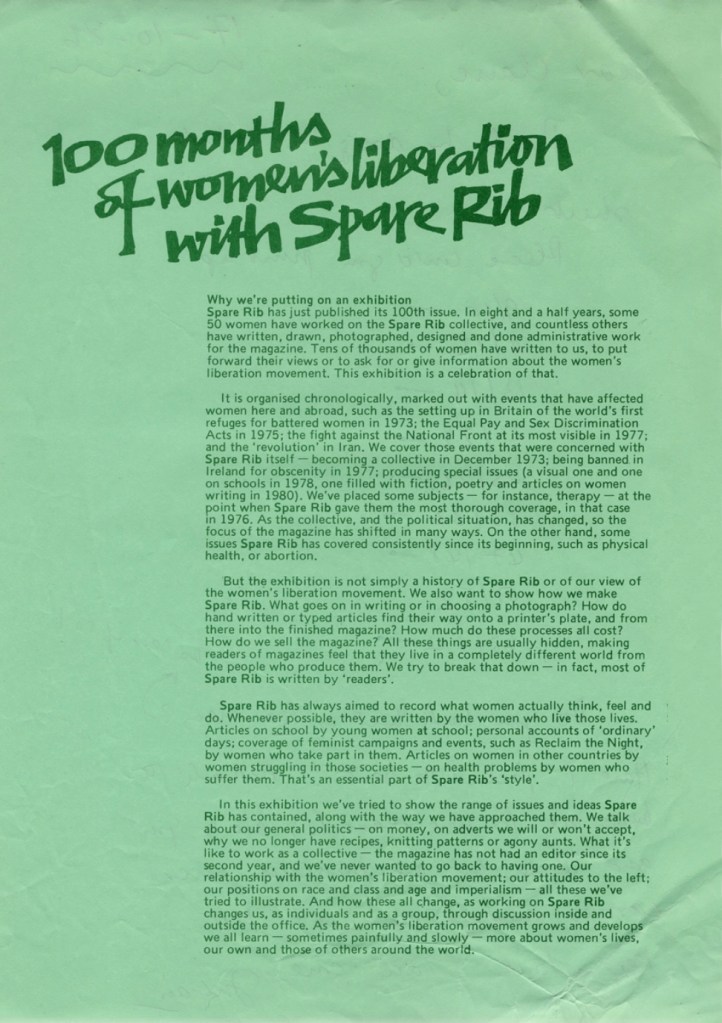 100 months
of women's liberation
with Spare Rib
Why we're putting on an exhibition
Spare Rib has just published its 100th issue. In eight and a half years, some
50 women have worked on the Spare Rib collective, and countless others
have written, drawn, photographed, designed and done administrative work
for the magazine. Tens of thousands of women have written to us, to put
forward their views or to ask for or give information about the women's
liberation movement. This exhibition is a celebration of that.
It is organised chronologically, marked out with events that have affected
women here and abroad, such as the setting up in Britain of the world's first
refuges for battered women in 1973; the Equal Pay and Sex Discrimination
Acts in 1975; the fight against the National Front at its most visible in 1977;
and the 'revolution' in Iran. We cover those events that were concerned with
Spare Rib itself — becoming a collective in December 1973; being banned in
Ireland for obscenity in 1977; producing special issues (a visual one and one
on schools in 1978, one filled with fiction, poetry and articles on women
writing in 1980). We've placed some subjects — for instance, therapy — at the
point when Spare Rib gave them the most thorough coverage, in that case
in 1976. As the collective, and the political situation, has changed, so the
focus of the magazine has shifted in many ways. On the other hand, some
issues Spare Rib has covered consistently since its beginning, such as physical
health, or abortion.
But the exhibition is not simply a history of Spare Rib or of our view of
the women's liberation movement. We also want to show how we make
Spare Rib. What goes on in writing or in choosing a photograph? How do
hand written or typed articles find their way onto a printer's plate, and from
there into the finished magazine? How much do these processes all cost?
How do we sell the magazine? All these things are usually hidden, making
readers of magazines feel that they live in a completely different world from
the people who produce them. We try to break that down — in fact, most of
Spare Rib is written by 'readers'.
Spare Rib has always aimed to record what women actually think, feel and
do. Whenever possible, they are written by the women who live those lives.
Articles on school by young women at school; personal accounts of 'ordinary'
days; coverage of feminist campaigns and events, such as Reclaim the Night,
by women who take part in them. Articles on women in other countries by
women struggling in those societies — on health problems by women who
suffer them. That's an essential part of Spare Rib's 'style'.
In this exhibition we've tried to show the range of issues and ideas Spare
Rib has contained, along with the way we have approached them. We talk
about our general politics — on money, on adverts we will or won't accept,
why we no longer have recipes, knitting patterns or agony aunts. What it's
like to work as a collective — the magazine has not had an editor since its
second year, and we've never wanted to go back to having one. Our
relationship with the women's liberation movement; our attitudes to the left;
our positions on race and class and age and imperialism — all these we've
tried to illustrate. And how these all change, as working on Spare Rib
changes us, as individuals and as a group, through discussion inside and
outside the office. As the women's liberation movement grows and develops
we all learn — sometimes painfully and slowly — more about women's lives,
our own and those of others around the world.